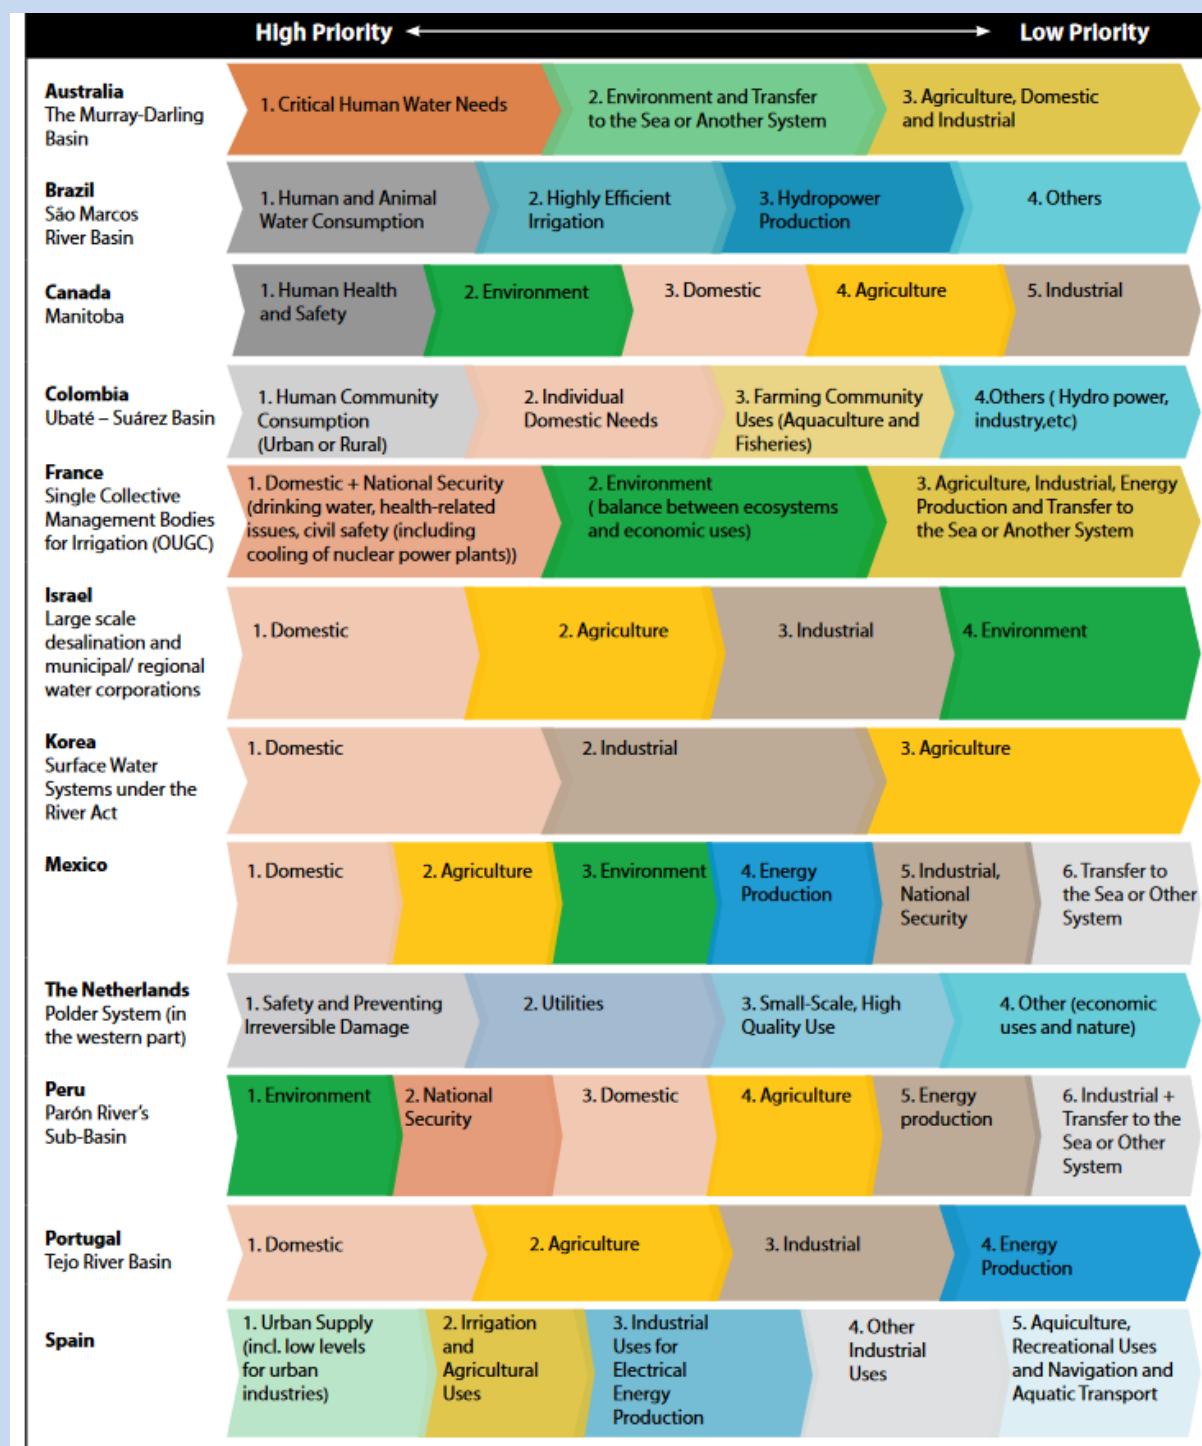 High Priority
Low Priority
Australia
The Murray-Darling
Basin
1. Critical Human Water Needs
2. Environment and Transfer
to the Sea or Another System
3. Agriculture, Domestic
and Industrial
Brazil
São Marcos
River Basin
1. Human and Animal
Water Consumption
2. Highly Efficient
Irrigation
3. Hydropower
Production
4. Others
Canada
Manitoba
1. Human Health
and Safety
2. Environment
3. Domestic
4. Agriculture
5. Industrial
Colombia
Ubaté – Suárez Basin
1. Human Community
Consumption
(Urban or Rural)
2. Individual
Domestic Needs
3. Farming Community
Uses (Aquaculture and
Fisheries)
4.Others ( Hydro power,
industry,etc)
France
Single Collective
Management Bodies
for Irrigation (OUGC)
1. Domestic + National Security
(drinking water, health-related
issues, civil safety (including
cooling of nuclear power plants))
2. Environment
( balance between ecosystems
and economic uses)
3. Agriculture, Industrial, Energy
Production and Transfer to
the Sea or Another System
Israel
Large scale
desalination and
municipal/ regional
water corporations
1. Domestic
2. Agriculture
3. Industrial
4. Environment
Korea
Surface Water
Systems under the
River Act
1. Domestic
2. Industrial
3. Agriculture
Mexico
1. Domestic
2. Agriculture
3. Environment
4. Energy
Production
5. Industrial,
National
Security
6. Transfer to
the Sea or Other
System
The Netherlands
Polder System (in
the western part)
1. Safety and Preventing
Irreversible Damage
2. Utilities
3. Small-Scale, High
Quality Use
4. Other (economic
uses and nature)
Peru
Parón River's
Sub-Basin
1. Environment
2. National
Security
3. Domestic
4. Agriculture
5. Energy
production
6. Industrial +
Transfer to the
Sea or Other
System
Portugal
Tejo River Basin
1. Domestic
2. Agriculture
3. Industrial
4. Energy
Production
Spain
1. Urban Supply
(incl. low levels
for urban
industries)
2. Irrigation
and
Agricultural
Uses
3. Industrial
Uses for
Electrical
Energy
Production
4. Other
Industrial
Uses
5. Aquiculture,
Recreational Uses
and Navigation and
Aquatic Transport